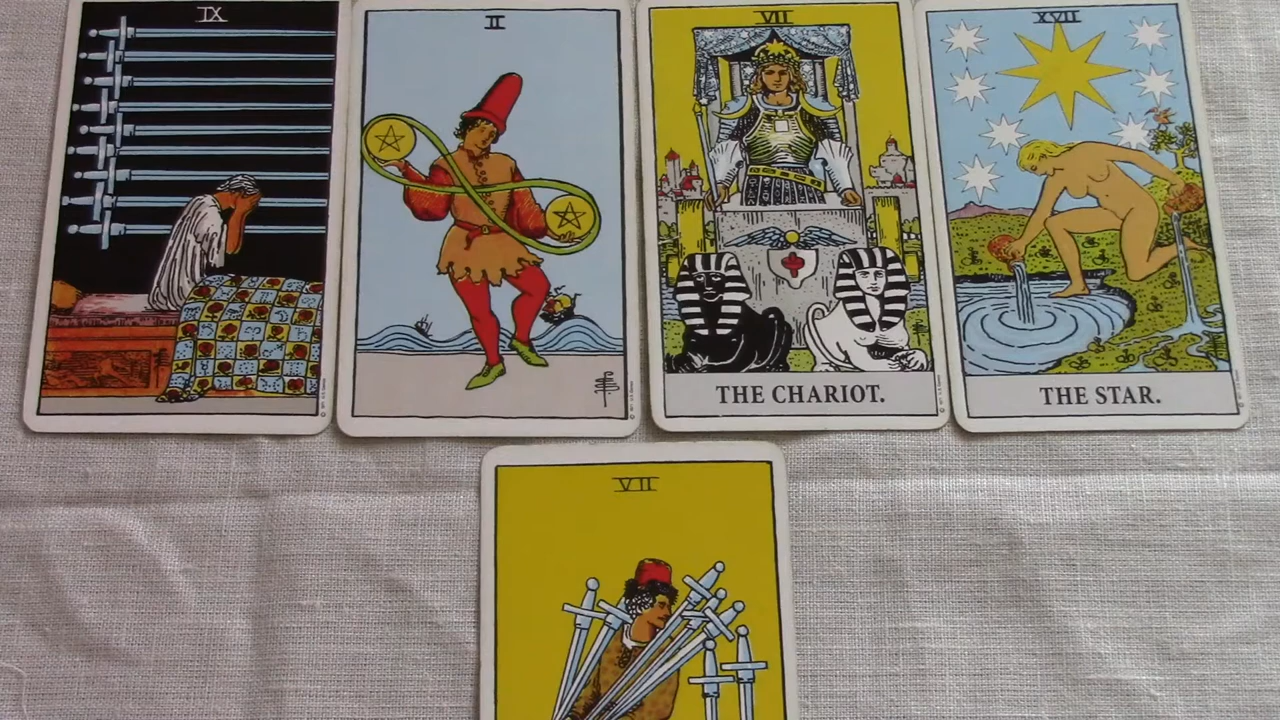 IX
II
VII
XVII
THE CHARIOT.
THE STAR.
VII